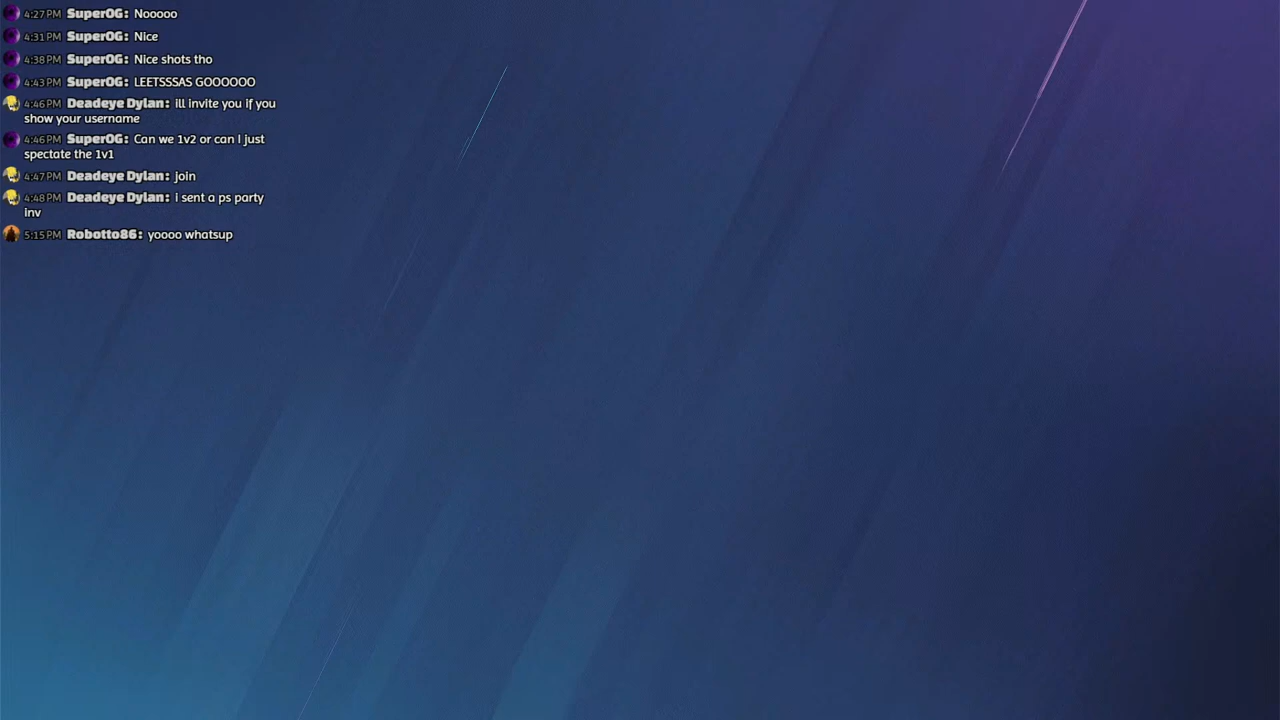 4:27 PM SuperOG: Nooooo
4:31 PM SuperOG: Nice
4:38 PM SuperOG: Nice shots tho
4:43 PM SuperOG: LEETSSSAS GOOOOOO
4:46 PM Deadeye Dylan: ill invite you if you
show your username
4:46 PM SuperOG: Can we 1v2 or can I just
spectate the 1v1
4:47 PM Deadeye Dylan: join
4:48 PM Deadeye Dylan: i sent a ps party
inv
5:15 PM Robotto86: yoooo whatsup